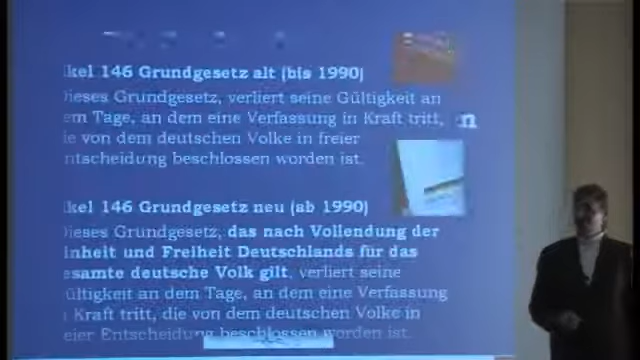 kel 146 Grundgesetz alt (bis 1990)
ieses Grundgesetz, verliert seine Gültigkeit an
em Tage, an dem eine Verfassung in Kraft tritt,
n
ie von dem deutschen Volke in freier
ntscheidung beschlossen worden ist.
kel 146 Grundgesetz neu (ab 1990)
ieses Grundgesetz, das nach Vollendung der
inheit und Freiheit Deutschlands für das
esamte deutsche Volk gilt, verliert seine
ültigkeit an dem Tage, an dem eine Verfassung
Kraft tritt, die von dem deutschen Volke in
eier Entscheidung beschlossen worden ist.